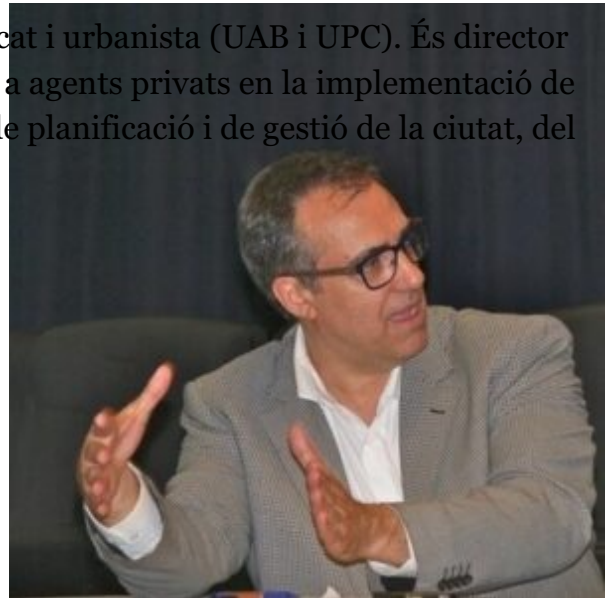 cat i urbanista (UAB i UPC). És director
a agents privats en la implementació de
e planificació i de gestió de la ciutat, del